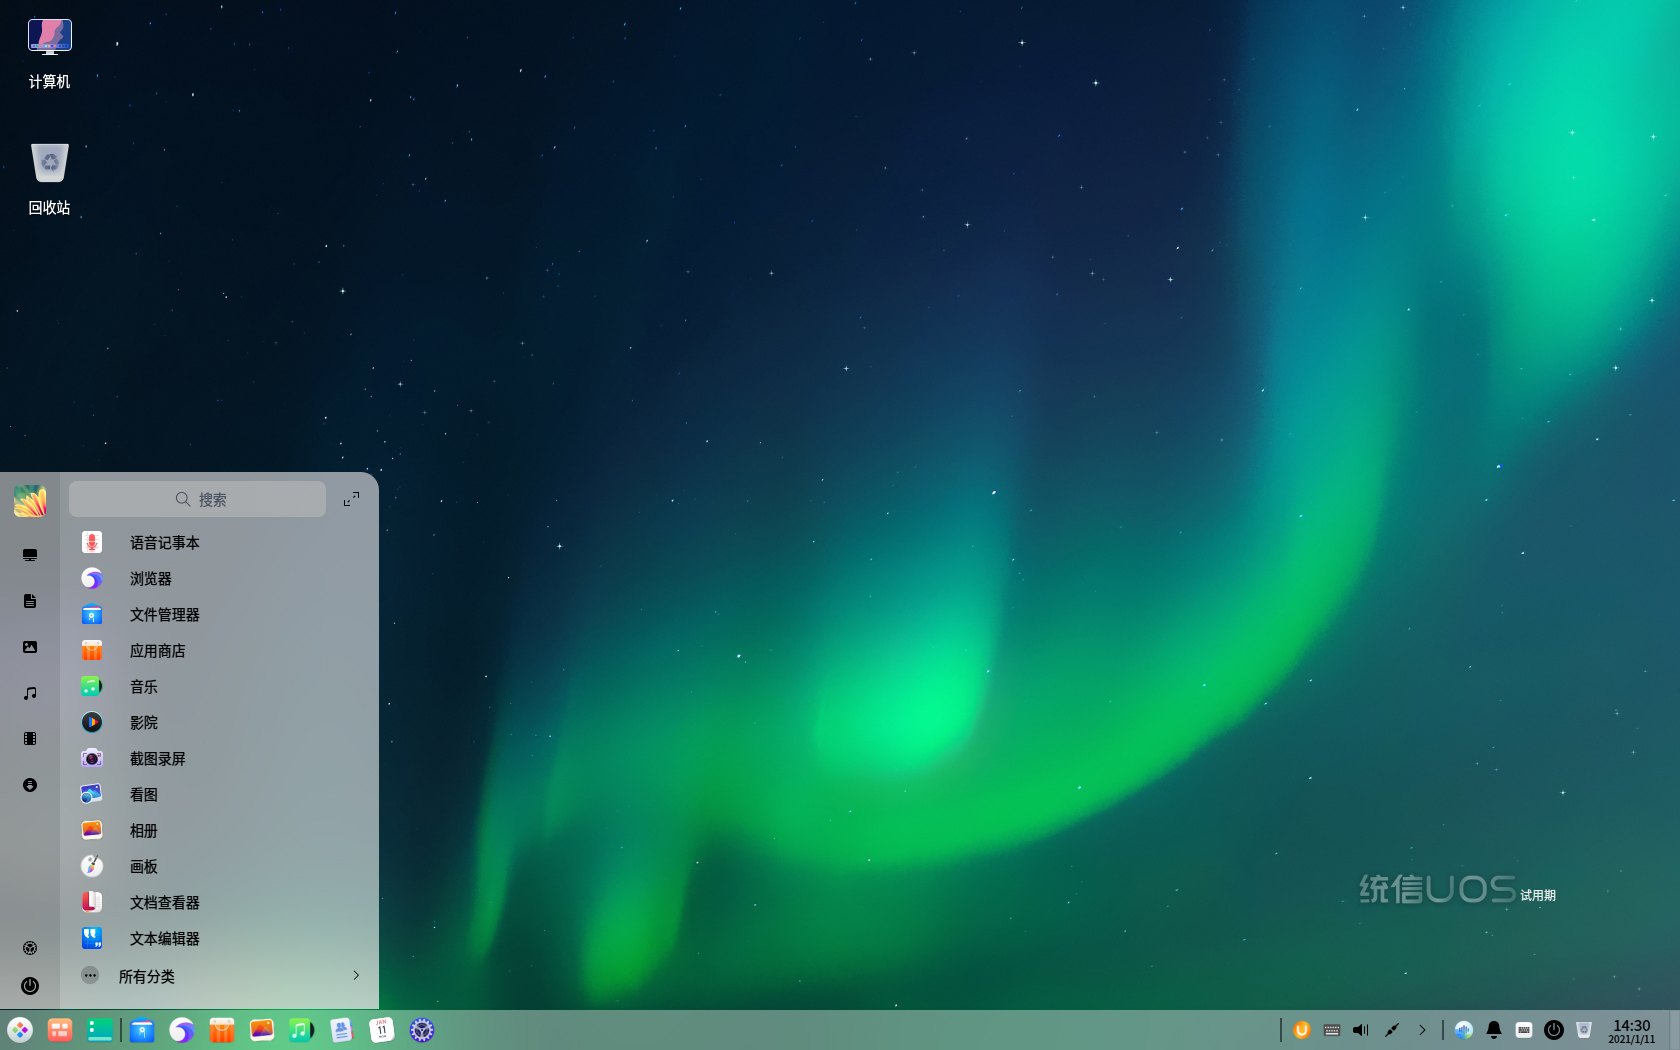 计算机
回收站
搜索
语音记事本
浏览器
文件管理器
应用商店
音乐
影院
截图录屏
看图
相册
画板
文档查看器
文本编辑器
所有分类
统信UOS 试用期
JAN
11
14:30
2021/1/11